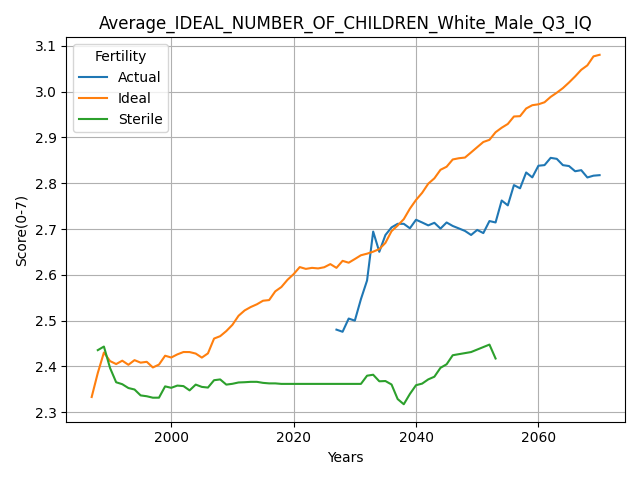 Average_IDEAL_NUMBER_OF_CHILDREN_White_Male_Q3_IQ
Fertility
Actual
Ideal
Sterile
Score(0-7)
3.1
3.0
2.9
2.8
2.7
2.6
2.5
2.4
2.3
2000
2020
2040
2060
Years